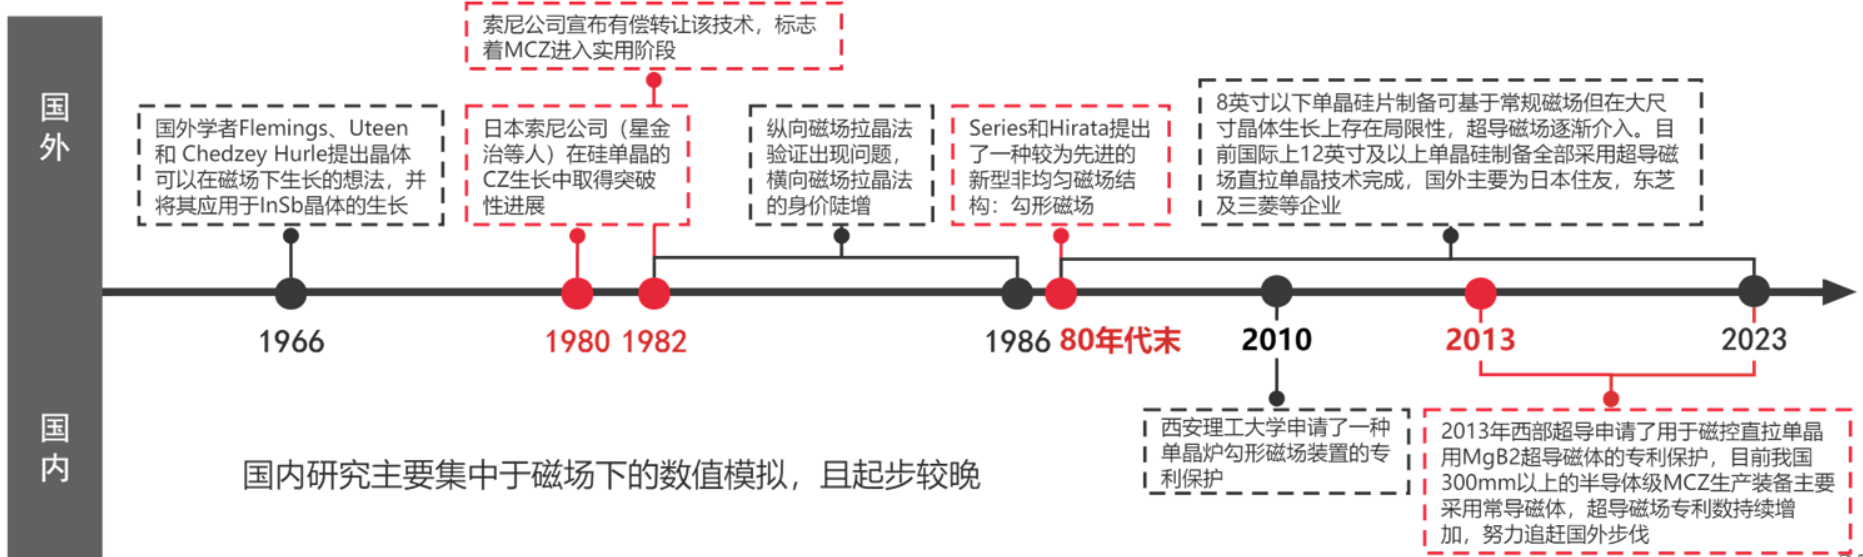 国外
索尼公司宣布有偿转让该技术，标志
着MCZ进入实用阶段
国外学者Flemings、Uteen
和 Chedzey Hurle提出晶体
可以在磁场下生长的想法，并
将其应用于InSb晶体的生长
日本索尼公司（星金
治等人）在硅单晶的
CZ生长中取得突破
性进展
纵向磁场拉晶法
验证出现问题，
横向磁场拉晶法
的身价陡增
Series和Hirata提出
了一种较为先进的
新型非均匀磁场结
构：勾形磁场
8英寸以下单晶硅片制备可基于常规磁场但在大尺
寸晶体生长上存在局限性，超导磁场逐渐介入。目
前国际上12英寸及以上单晶硅制备全部采用超导磁
场直拉单晶技术完成，国外主要为日本住友，东芝
及三菱等企业
1966
1980
1982
1986
80年代末
2010
2013
2023
国内
国内研究主要集中于磁场下的数值模拟，且起步较晚
西安理工大学申请了一种
单晶炉勾形磁场装置的专
利保护
2013年西部超导申请了用于磁控直拉单晶
用MgB2超导磁体的专利保护，目前我国
300mm以上的半导体级MCZ生产装备主要
采用常导磁体，超导磁场专利数持续增
加，努力追赶国外步伐